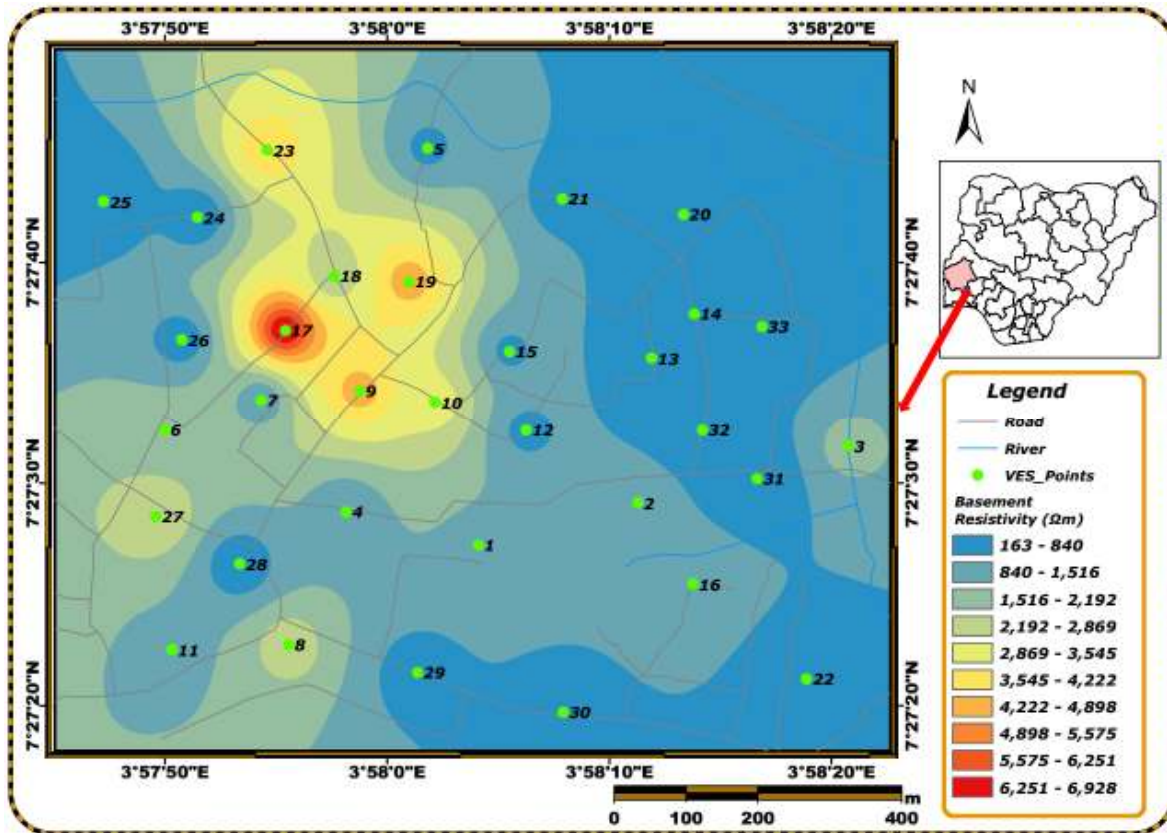 3°57'50"E 3°58'0"E 3°58'10"E 3°58'20"E
N
23
5
25
24
21
20
7°27'40"N
7°27'40"N
18
19
14
33
17
26
15
13
7
9
10
6
12
32
3
7°27'30"N
7°27'30"N
31
27
4
2
1
28
16
11
8
29
22
7°27'20"N
7°27'20"N
30
3°57'50"E 3°58'0"E 3°58'10"E 3°58'20"E
0 100 200 400 m
Legend
Road
River
VES_Points
Basement
Resistivity (Ωm)
163 - 840
840 - 1,516
1,516 - 2,192
2,192 - 2,869
2,869 - 3,545
3,545 - 4,222
4,222 - 4,898
4,898 - 5,575
5,575 - 6,251
6,251 - 6,928